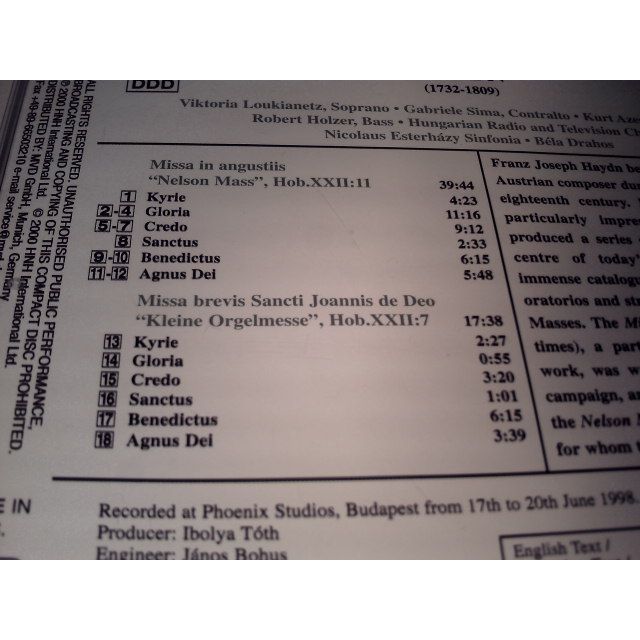 DDD
(1732-1809)
Viktoria Loukianetz, Soprano • Gabriele Sima, Contralto • Kurt Aze
Robert Holzer, Bass • Hungarian Radio and Television Ch
Nicolaus Esterházy Sinfonia • Béla Drahos
Missa in angustiis
“Nelson Mass”, Hob.XXII:11 39:44
1 Kyrie 4:23
2-4 Gloria 11:16
5-7 Credo 9:12
8 Sanctus 2:33
9-10 Benedictus 6:15
11-12 Agnus Dei 5:48
Missa brevis Sancti Joannis de Deo
“Kleine Orgelmesse”, Hob.XXII:7 17:38
13 Kyrie 2:27
14 Gloria 0:55
15 Credo 3:20
16 Sanctus 1:01
17 Benedictus 6:15
18 Agnus Dei 3:39
Franz Joseph Haydn be
Austrian composer du
eighteenth century.
particularly impre
produced a series
centre of today'
immense catalogu
oratorios and st
Masses. The Mi
times), a part
work, was w
campaign, an
the Nelson M
for whom t
Recorded at Phoenix Studios, Budapest from 17th to 20th June 1998.
Producer: Ibolya Tóth
Engineer: János Bohus
English Text /
E IN
ALL RIGHTS RESERVED. UNAUTHORISED PUBLIC PERFORMANCE,
BROADCASTING AND COPYING OF THIS COMPACT DISC PROHIBITED.
℗ 2000 HNH International Ltd. © 2000 HNH International Ltd.
DISTRIBUTED BY: MVD GmbH, Munich, Germany